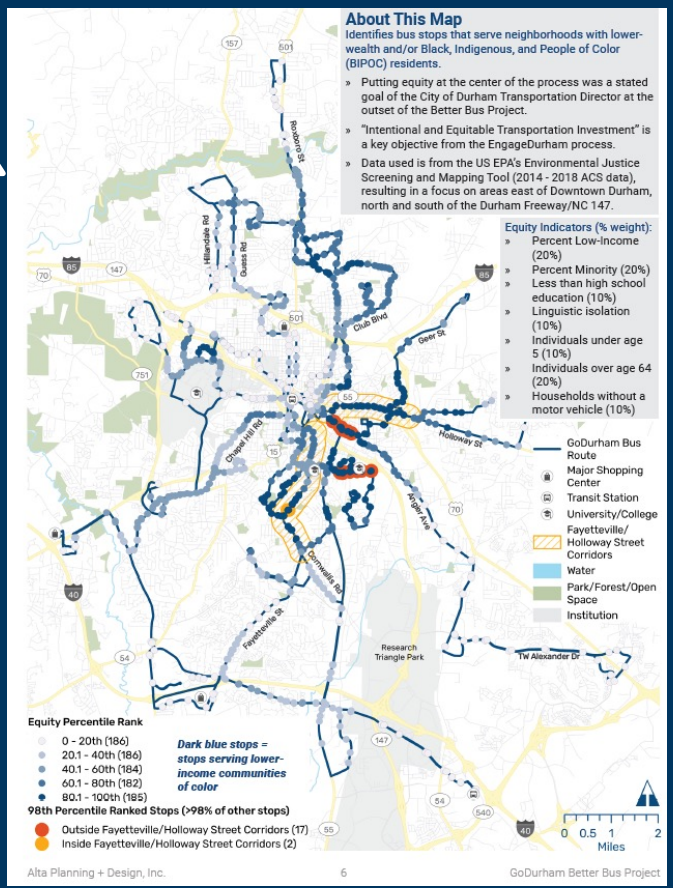 About This Map
Identifies bus stops that serve neighborhoods with lower-
wealth and/or Black, Indigenous, and People of Color
(BIPOC) residents.
» Putting equity at the center of the process was a stated
goal of the City of Durham Transportation Director at the
outset of the Better Bus Project.
» "Intentional and Equitable Transportation Investment" is
a key objective from the EngageDurham process.
» Data used is from the US EPA's Environmental Justice
Screening and Mapping Tool (2014 - 2018 ACS data),
resulting in a focus on areas east of Downtown Durham,
north and south of the Durham Freeway/NC 147.
Equity Indicators (% weight):
» Percent Low-Income
(20%)
» Percent Minority (20%)
» Less than high school
education (10%)
» Linguistic isolation
(10%)
» Individuals under age
5 (10%)
» Individuals over age 64
(20%)
» Households without a
motor vehicle (10%)
157
501
Roxboro St
Hillandale Rd
Guess Rd
85
70
147
85
501
Club Blvd
Geer St
751
55
Holloway St
Chapel Hill Rd
15
Angier Ave
70
Cornwallis Rd
40
Fayetteville St
54
Research
Triangle Park
TW Alexander Dr
147
54
540
55
40
GoDurham Bus
Route
Major Shopping
Center
Transit Station
University/College
Fayetteville/
Holloway Street
Corridors
Water
Park/Forest/Open
Space
Institution
Equity Percentile Rank
0 - 20th (186)
20.1 - 40th (186)
40.1 - 60th (184)
60.1 - 80th (182)
80.1 - 100th (185)
Dark blue stops =
stops serving lower-
income communities
of color
98th Percentile Ranked Stops (>98% of other stops)
Outside Fayetteville/Holloway Street Corridors (17)
Inside Fayetteville/Holloway Street Corridors (2)
0 0.5 1 2
Miles
Alta Planning + Design, Inc.
6
GoDurham Better Bus Project